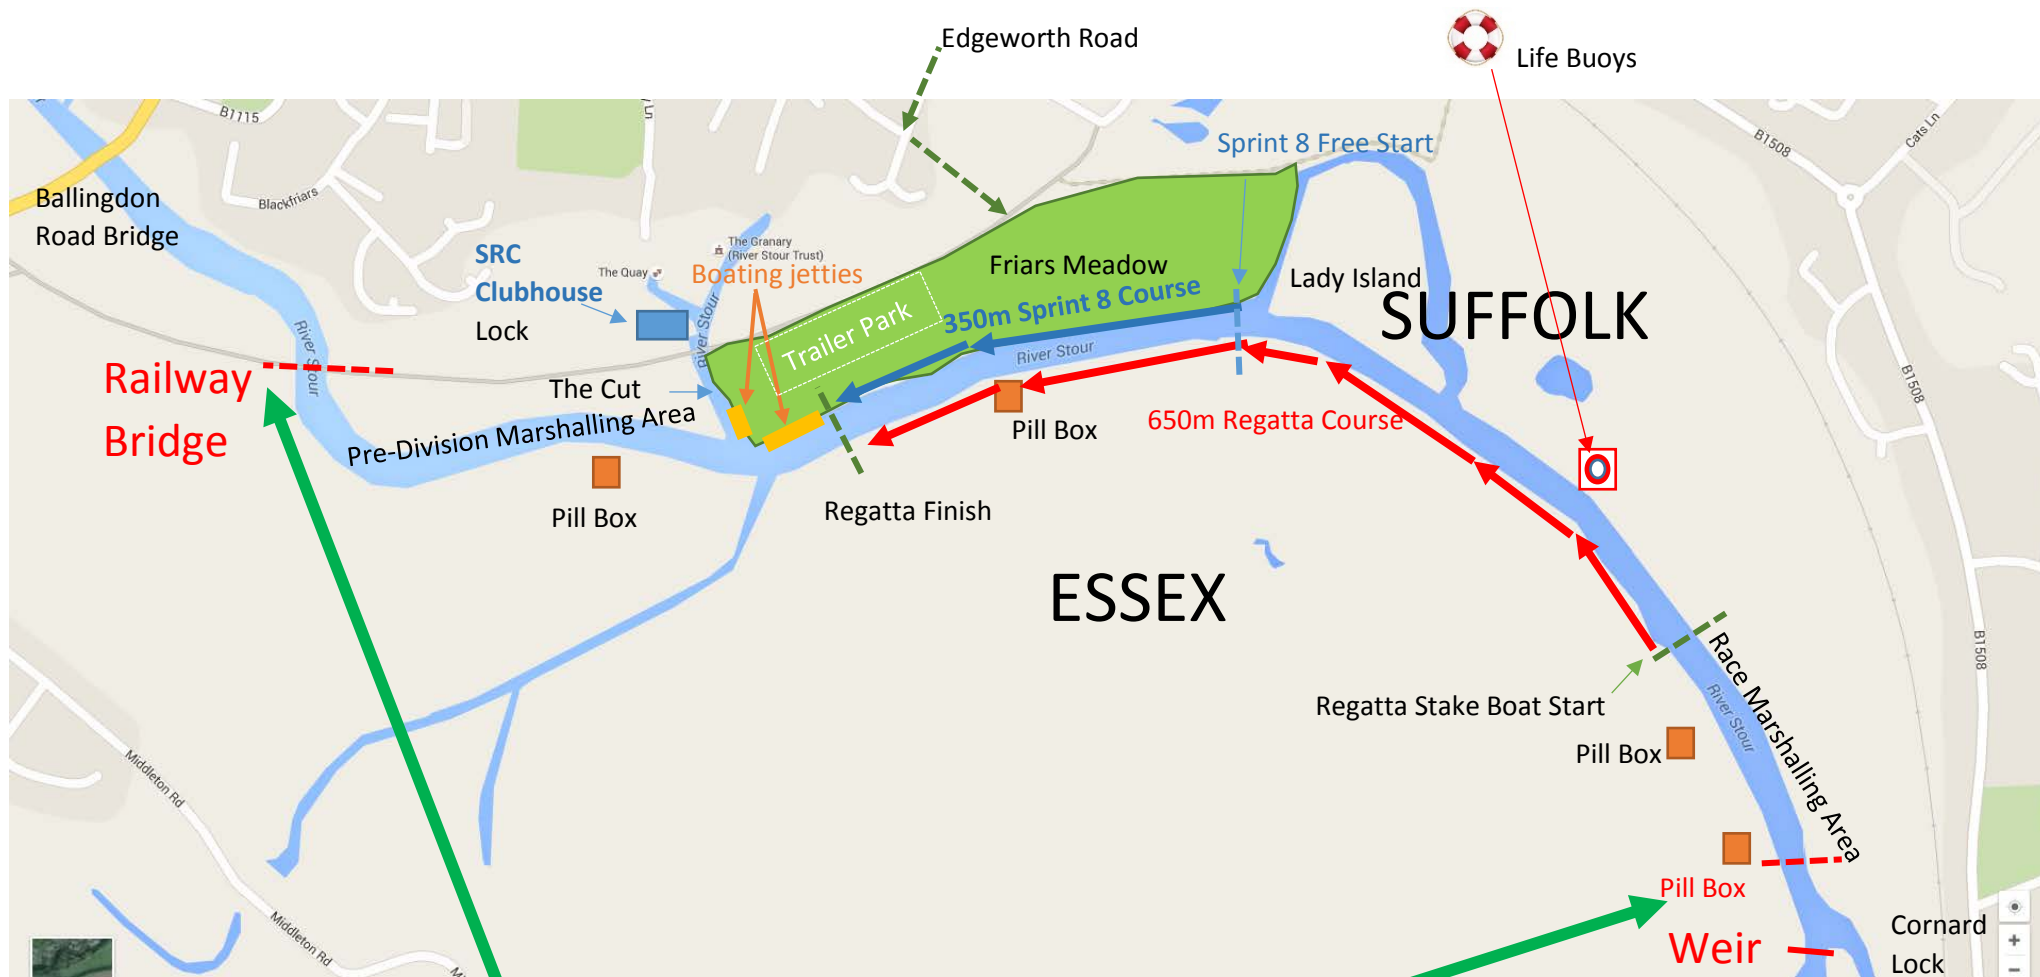 Edgeworth Road
Life Buoys
B1115
Ln
Sprint 8 Free Start
B1508
Cats Ln
Ballingdon
Road Bridge
Blackfriars
SRC
Clubhouse
Lock
The Quay
The Granary
(River Stour Trust)
Boating jetties
Friars Meadow
Lady Island
SUFFOLK
350m Sprint 8 Course
Trailer Park
River Stour
River Stour
River Stour
Railway
Bridge
The Cut
Pre-Division Marshalling Area
Pill Box
650m Regatta Course
B1508
Pill Box
Regatta Finish
ESSEX
Race Marshalling Area
River Stour
B1508
Regatta Stake Boat Start
Pill Box
Middleton Rd
Pill Box
Weir
Cornard
Lock
Middleton Rd
+
−